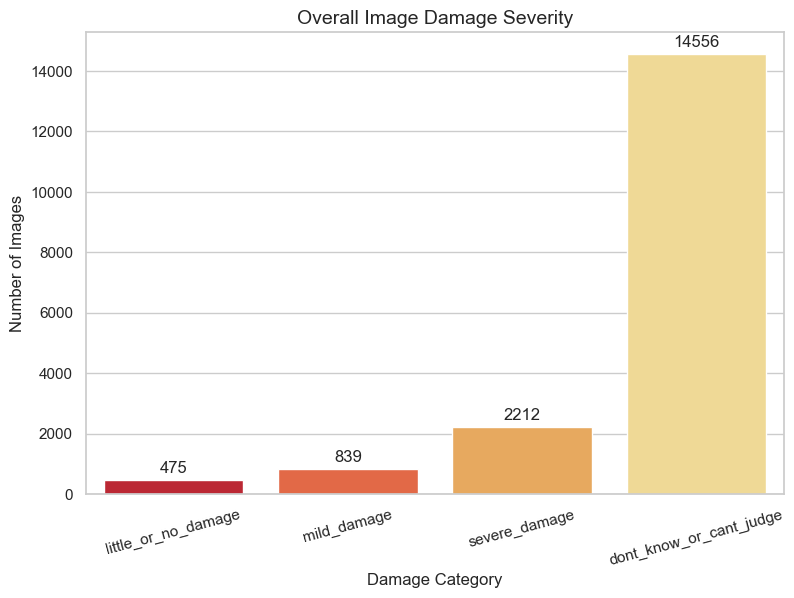 Overall Image Damage Severity
14556
14000
12000
10000
8000
6000
4000
2000
0
Number of Images
475
839
2212
little_or_no_damage
mild_damage
severe_damage
dont_know_or_cant_judge
Damage Category